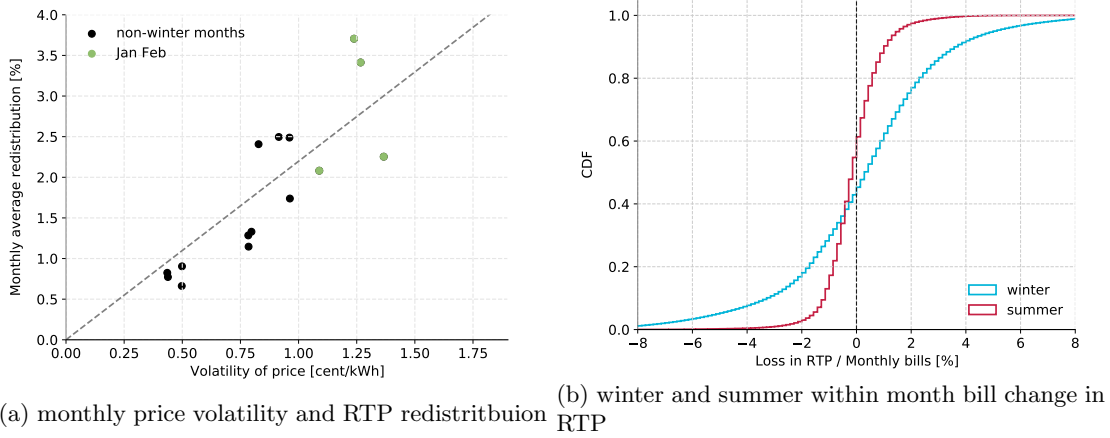 4.0
3.5
3.0
2.5
2.0
1.5
1.0
0.5
0.0
0.00 0.25 0.50 0.75 1.00 1.25 1.50 1.75
Monthly average redistribution [%]
Volatility of price [cent/kWh]
non-winter months
Jan Feb
(a) monthly price volatility and RTP redistritbuion
1.0
0.8
0.6
0.4
0.2
0.0
−8 −6 −4 −2 0 2 4 6 8
CDF
Loss in RTP / Monthly bills [%]
winter
summer
(b) winter and summer within month bill change in
RTP